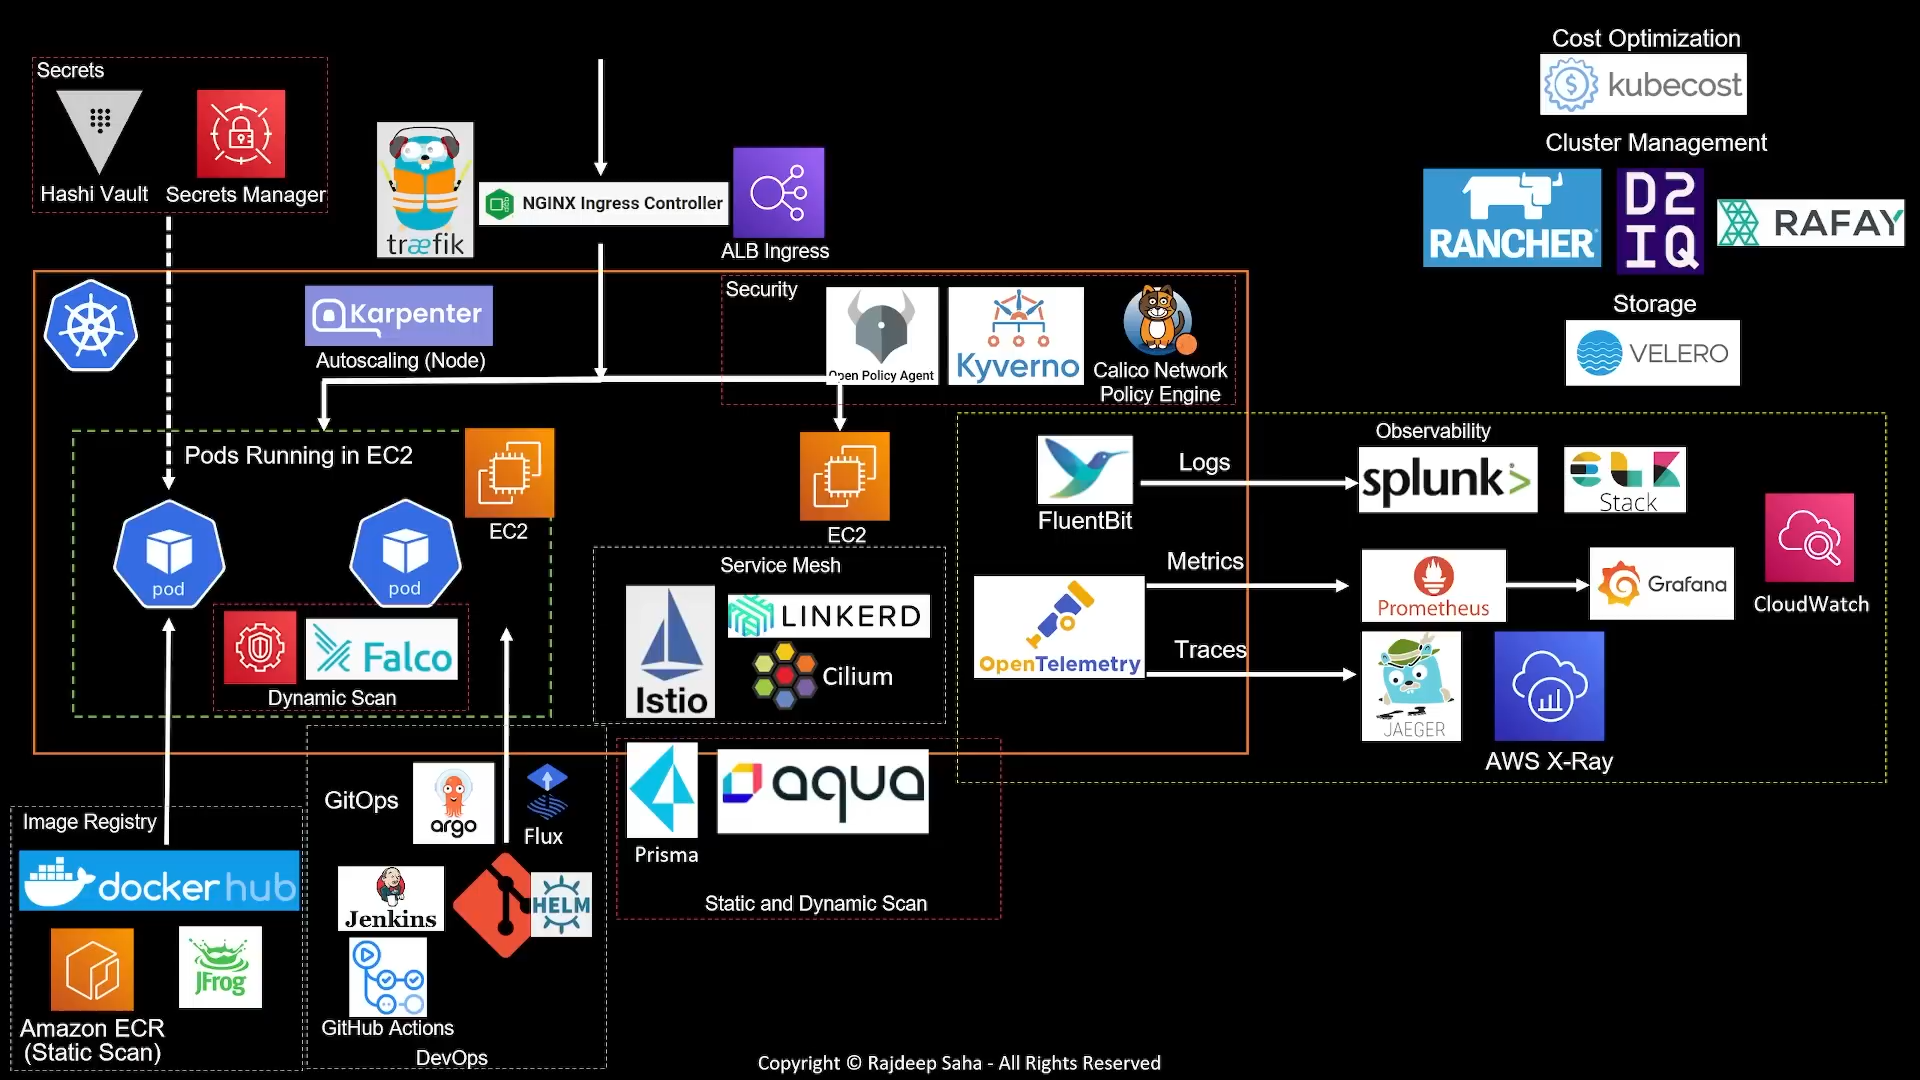 Cost Optimization
kubecost
Secrets
Hashi Vault
Secrets Manager
træfik
NGINX Ingress Controller
ALB Ingress
Cluster Management
RANCHER
D2
IQ
RAFAY
Storage
VELERO
Karpenter
Autoscaling (Node)
Security
Open Policy Agent
Kyverno
Calico Network
Policy Engine
Pods Running in EC2
EC2
EC2
pod
pod
Falco
Dynamic Scan
Service Mesh
Istio
LINKERD
Cilium
Observability
FluentBit
Logs
splunk>
ELK
Stack
OpenTelemetry
Metrics
Prometheus
Grafana
CloudWatch
Traces
JAEGER
AWS X-Ray
Image Registry
docker hub
Amazon ECR
(Static Scan)
JFrog
GitOps
argo
Flux
Jenkins
HELM
GitHub Actions
DevOps
Prisma
aqua
Static and Dynamic Scan
Copyright © Rajdeep Saha - All Rights Reserved